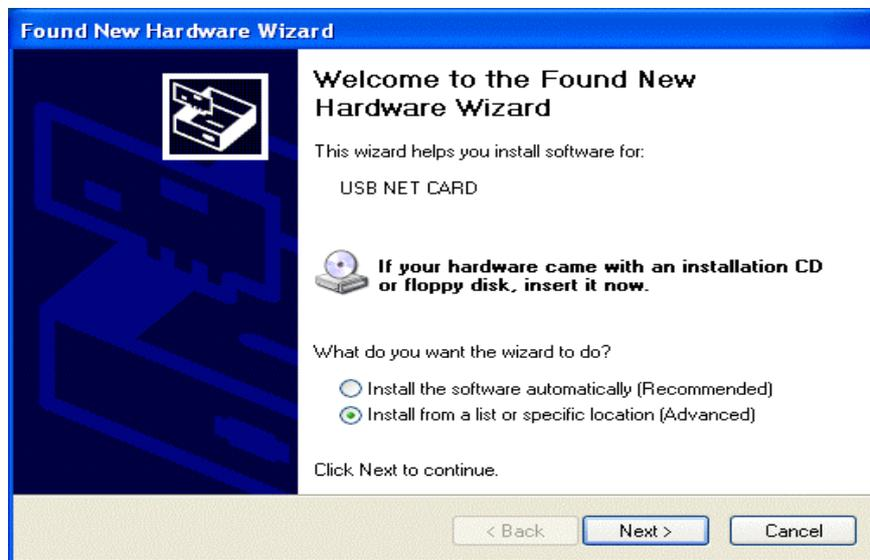 Found New Hardware Wizard
Welcome to the Found New
Hardware Wizard
This wizard helps you install software for:
USB NET CARD
If your hardware came with an installation CD
or floppy disk, insert it now.
What do you want the wizard to do?
Install the software automatically (Recommended)
Install from a list or specific location (Advanced)
Click Next to continue.
< Back Next > Cancel